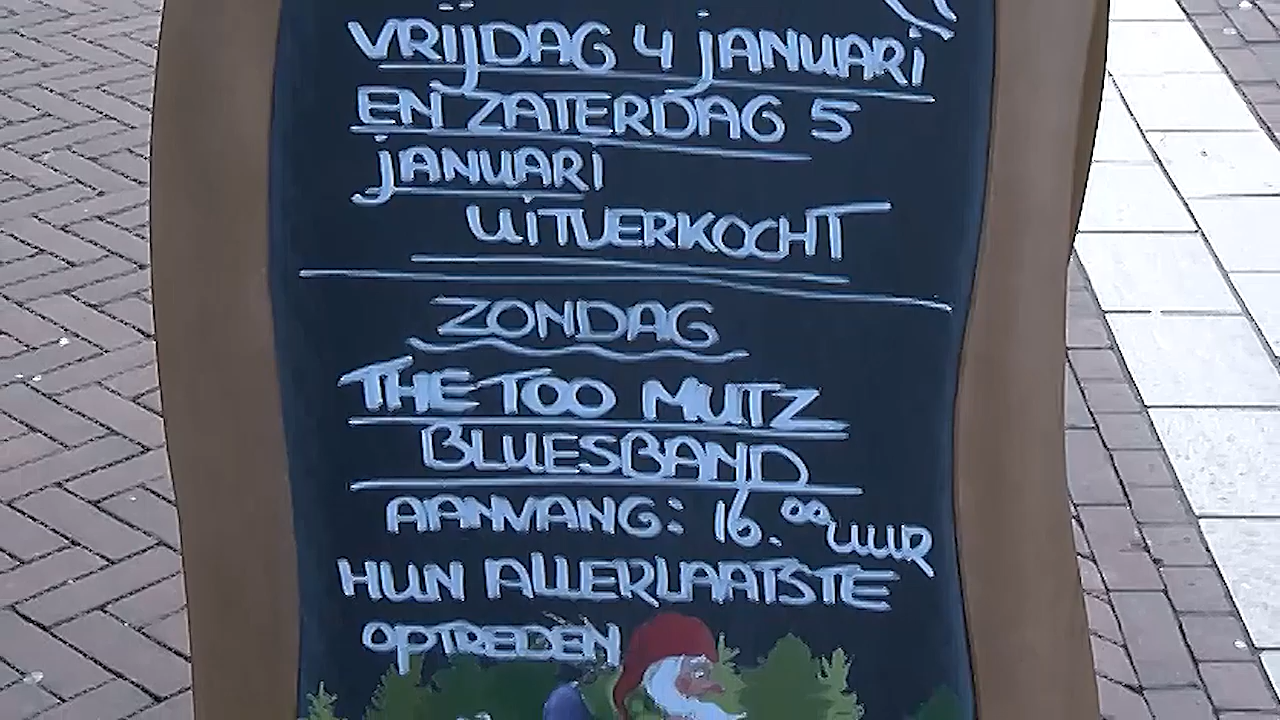 VRIJDAG 4 JANUARI
EN ZATERDAG 5
JANUARI
UITVERKOCHT
ZONDAG
THE TOO MUTZ
BLUESBAND
AANVANG: 16.00 UUR
HUN ALLERLAATSTE
OPTREDEN